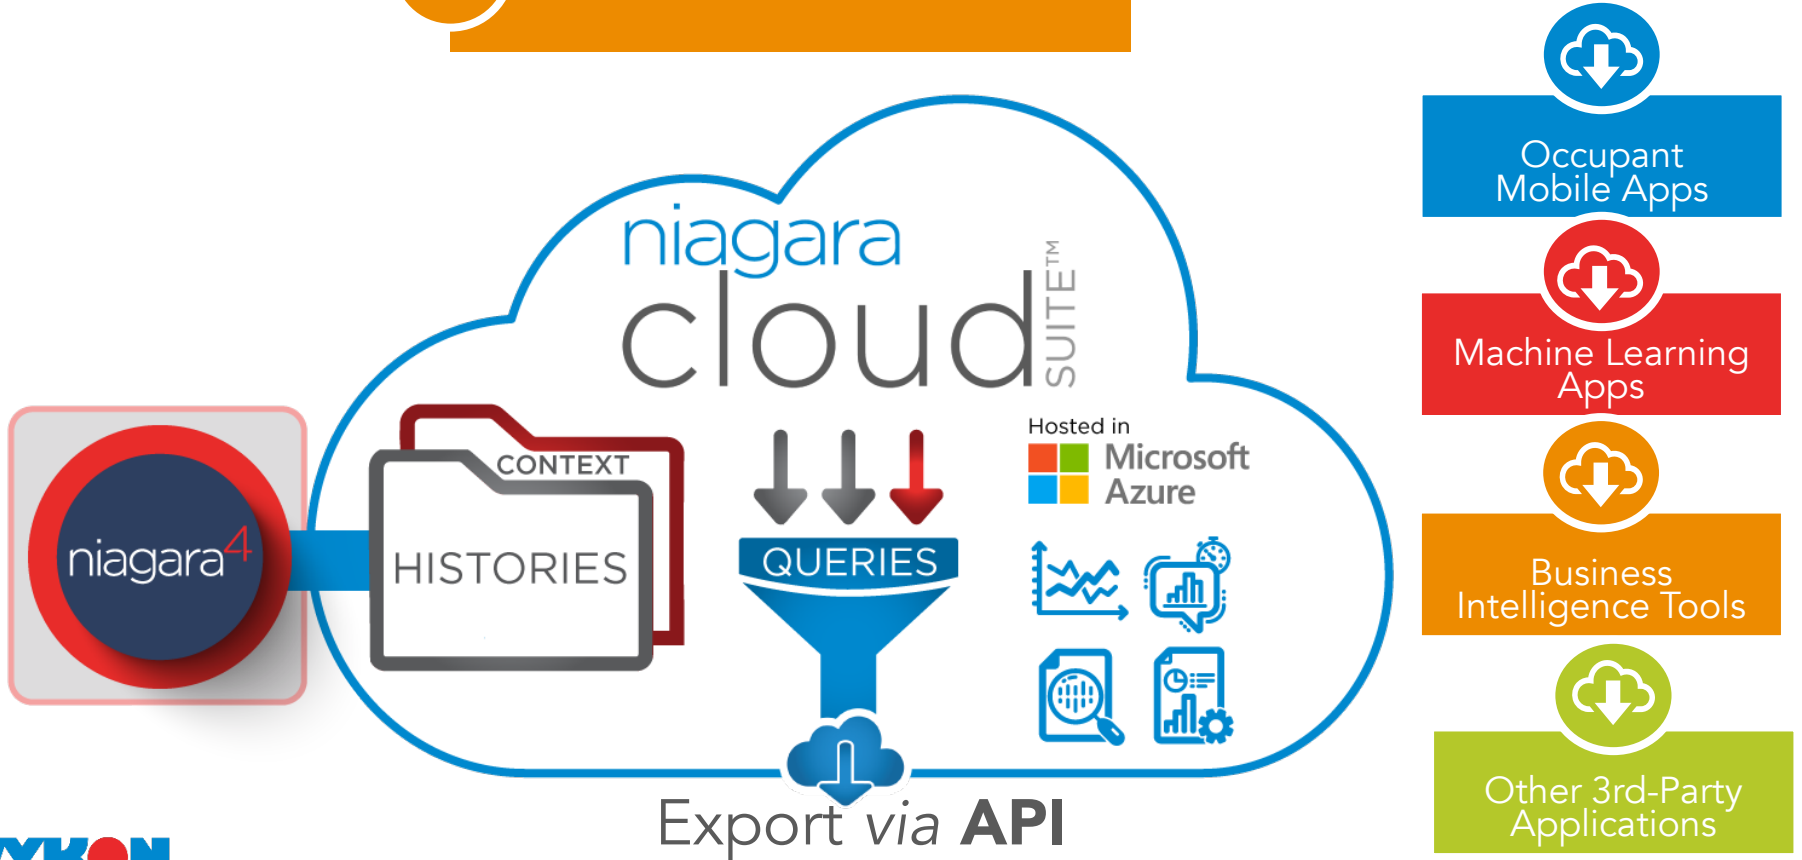 niagara
cloud
SUITE™
niagara4
CONTEXT
HISTORIES
QUERIES
Hosted in
Microsoft
Azure
Export via API
Occupant
Mobile Apps
Machine Learning
Apps
Business
Intelligence Tools
Other 3rd-Party
Applications
VYKON